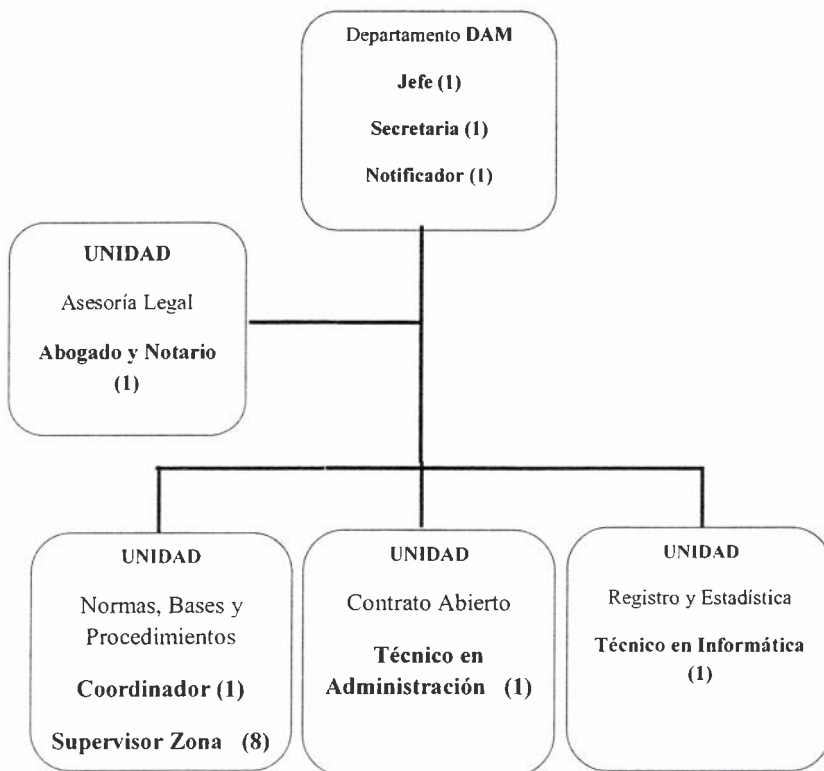 Departamento DAM
Jefe (1)
Secretaria (1)
Notificador (1)
UNIDAD
Asesoría Legal
Abogado y Notario
(1)
UNIDAD
Normas, Bases y
Procedimientos
Coordinador (1)
Supervisor Zona (8)
UNIDAD
Contrato Abierto
Técnico en
Administración (1)
UNIDAD
Registro y Estadística
Técnico en Informática
(1)